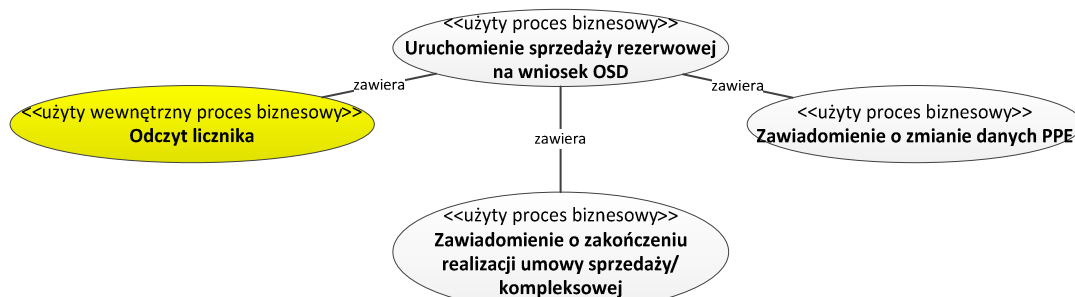 <<użyty proces biznesowy>>
Uruchomienie sprzedaży rezerwowej
na wniosek OSD
zawiera
zawiera
<<użyty wewnętrzny proces biznesowy>>
Odczyt licznika
<<użyty proces biznesowy>>
Zawiadomienie o zmianie danych PPE
zawiera
<<użyty proces biznesowy>>
Zawiadomienie o zakończeniu
realizacji umowy sprzedaży/
kompleksowej